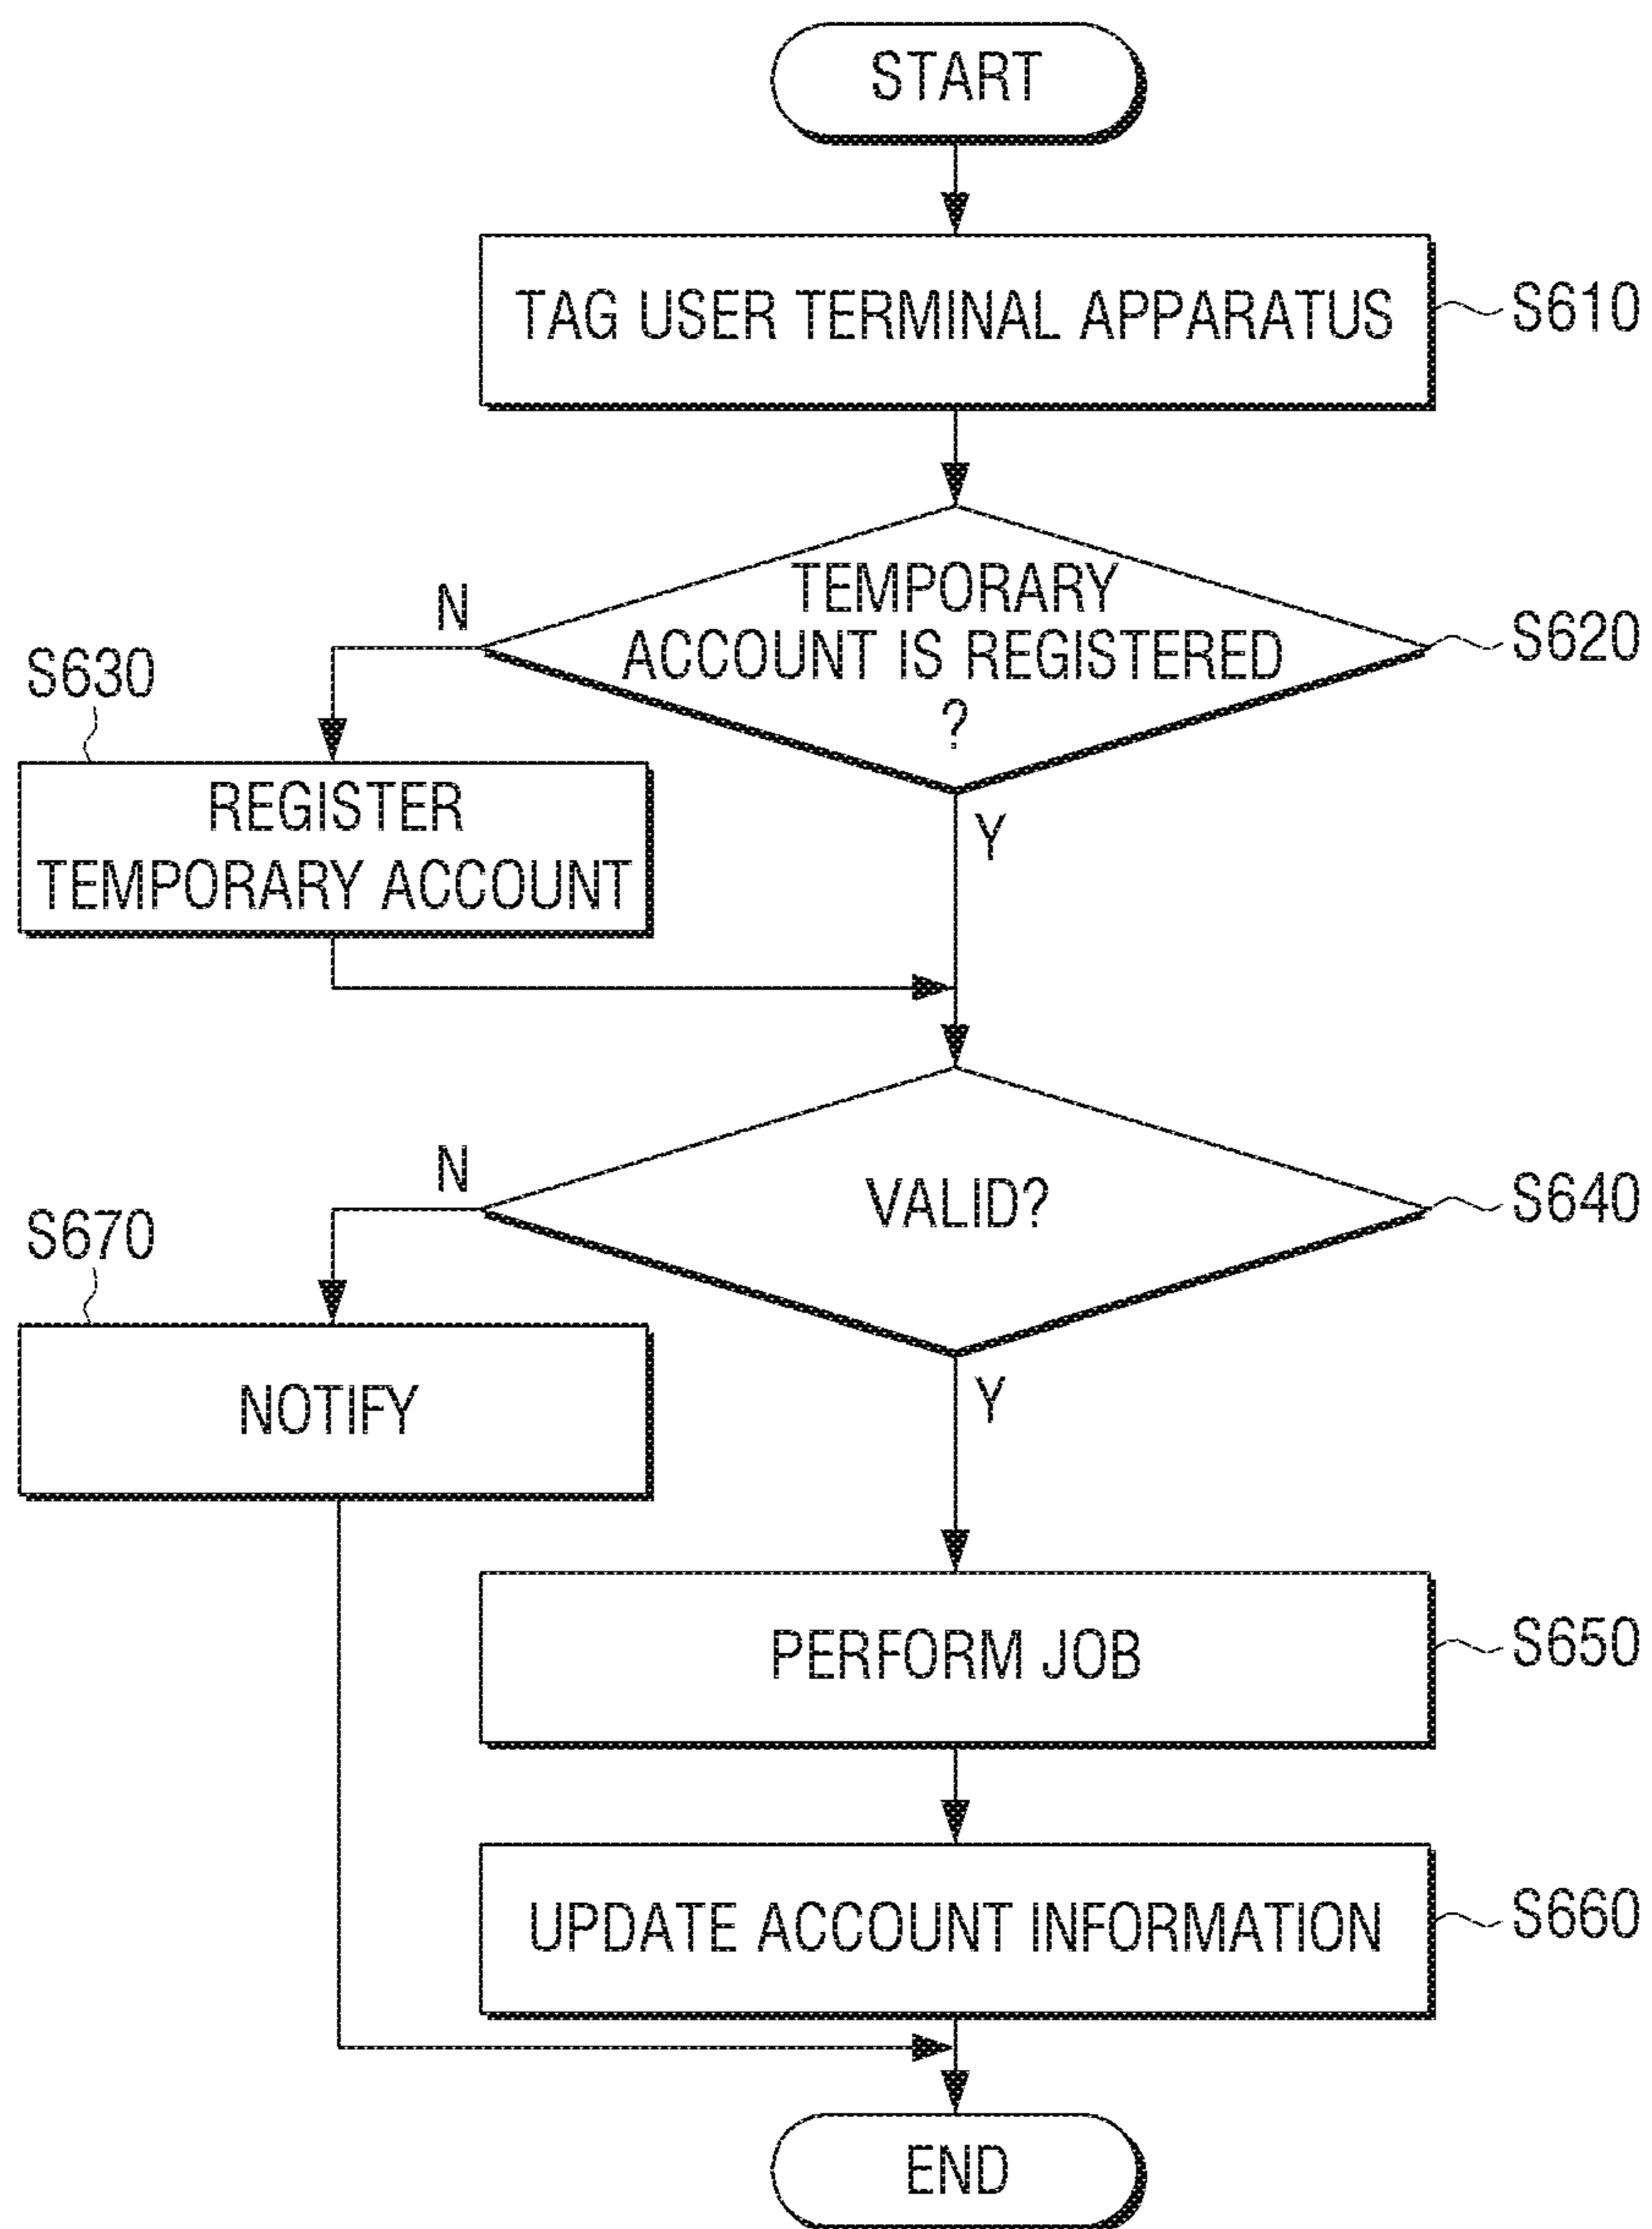 START
TAG USER TERMINAL APPARATUS
S610
TEMPORARY
ACCOUNT IS REGISTERED
?
S620
N
Y
S630
REGISTER
TEMPORARY ACCOUNT
VALID?
S640
N
Y
S670
NOTIFY
PERFORM JOB
S650
UPDATE ACCOUNT INFORMATION
S660
END